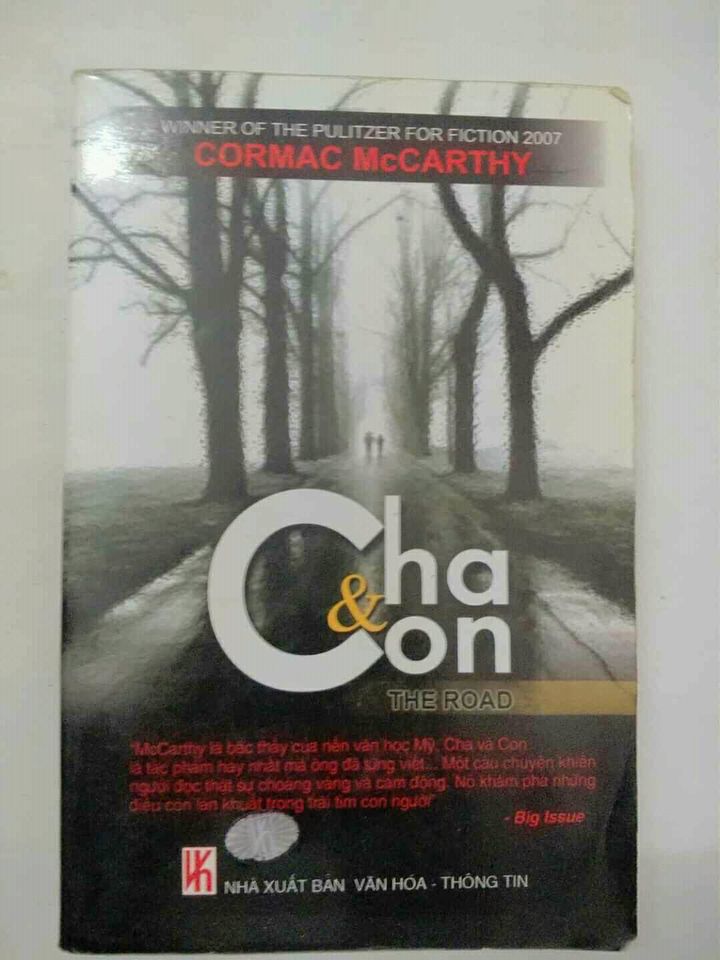 WINNER OF THE PULITZER FOR FICTION 2007
CORMAC McCARTHY
Cha
&
Con
THE ROAD
"McCarthy là bậc thầy của nền văn học Mỹ. Cha và Con
là tác phẩm hay nhất mà ông đã từng viết... Một câu chuyện khiến
người đọc thật sự choáng váng và cảm động. Nó khám phá những
điều còn lẩn khuất trong trái tim con người"
- Big Issue
NHÀ XUẤT BẢN VĂN HÓA - THÔNG TIN